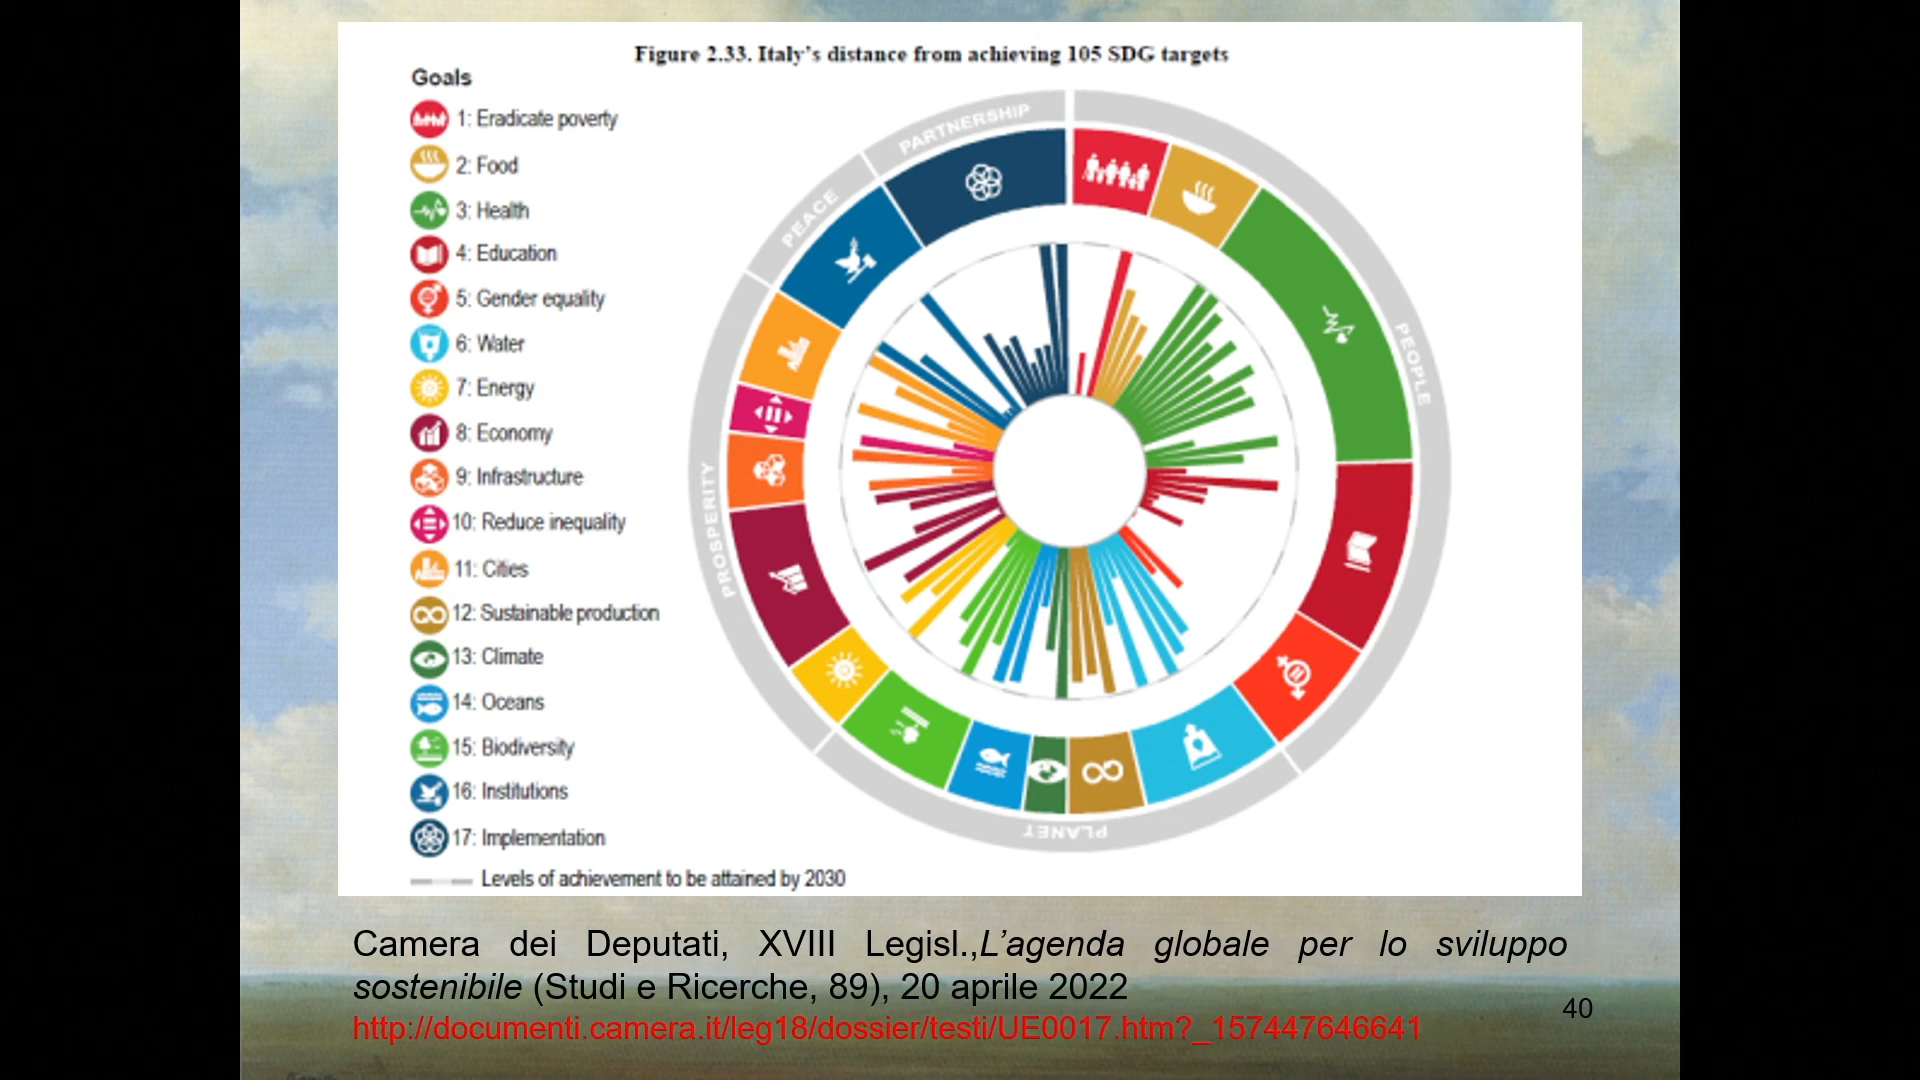 Figure 2.33. Italy's distance from achieving 105 SDG targets
Goals
1: Eradicate poverty
2: Food
3: Health
4: Education
5: Gender equality
6: Water
7: Energy
8: Economy
9: Infrastructure
10: Reduce inequality
11: Cities
12: Sustainable production
13: Climate
14: Oceans
15: Biodiversity
16: Institutions
17: Implementation
Levels of achievement to be attained by 2030
PARTNERSHIP
PEACE
PEOPLE
PROSPERITY
PLANET
Camera dei Deputati, XVIII Legisl.,L’agenda globale per lo sviluppo
sostenibile (Studi e Ricerche, 89), 20 aprile 2022
http://documenti.camera.it/leg18/dossier/testi/UE0017.htm?_157447646641
40